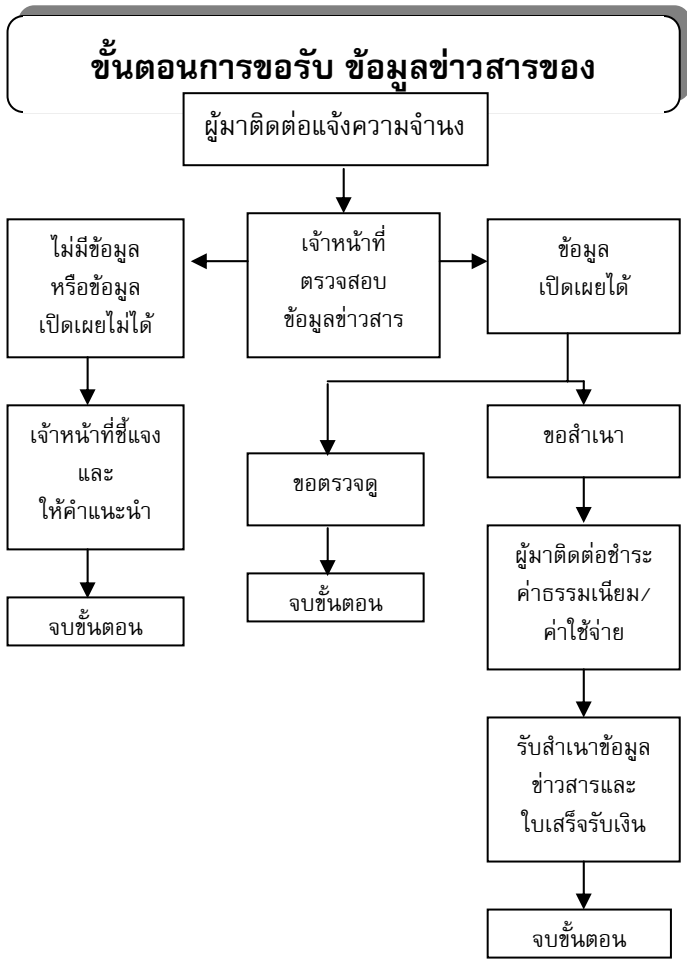 ขั้นตอนการขอรับ ข้อมูลข่าวสารของ
ผู้มาติดต่อแจ้งความจำนง
ไม่มีข้อมูล
หรือข้อมูล
เปิดเผยไม่ได้
เจ้าหน้าที่
ตรวจสอบ
ข้อมูลข่าวสาร
ข้อมูล
เปิดเผยได้
เจ้าหน้าที่ชี้แจง
และ
ให้คำแนะนำ
จบขั้นตอน
ขอตรวจดู
จบขั้นตอน
ขอสำเนา
ผู้มาติดต่อชำระ
ค่าธรรมเนียม/
ค่าใช้จ่าย
รับสำเนาข้อมูล
ข่าวสารและ
ใบเสร็จรับเงิน
จบขั้นตอน